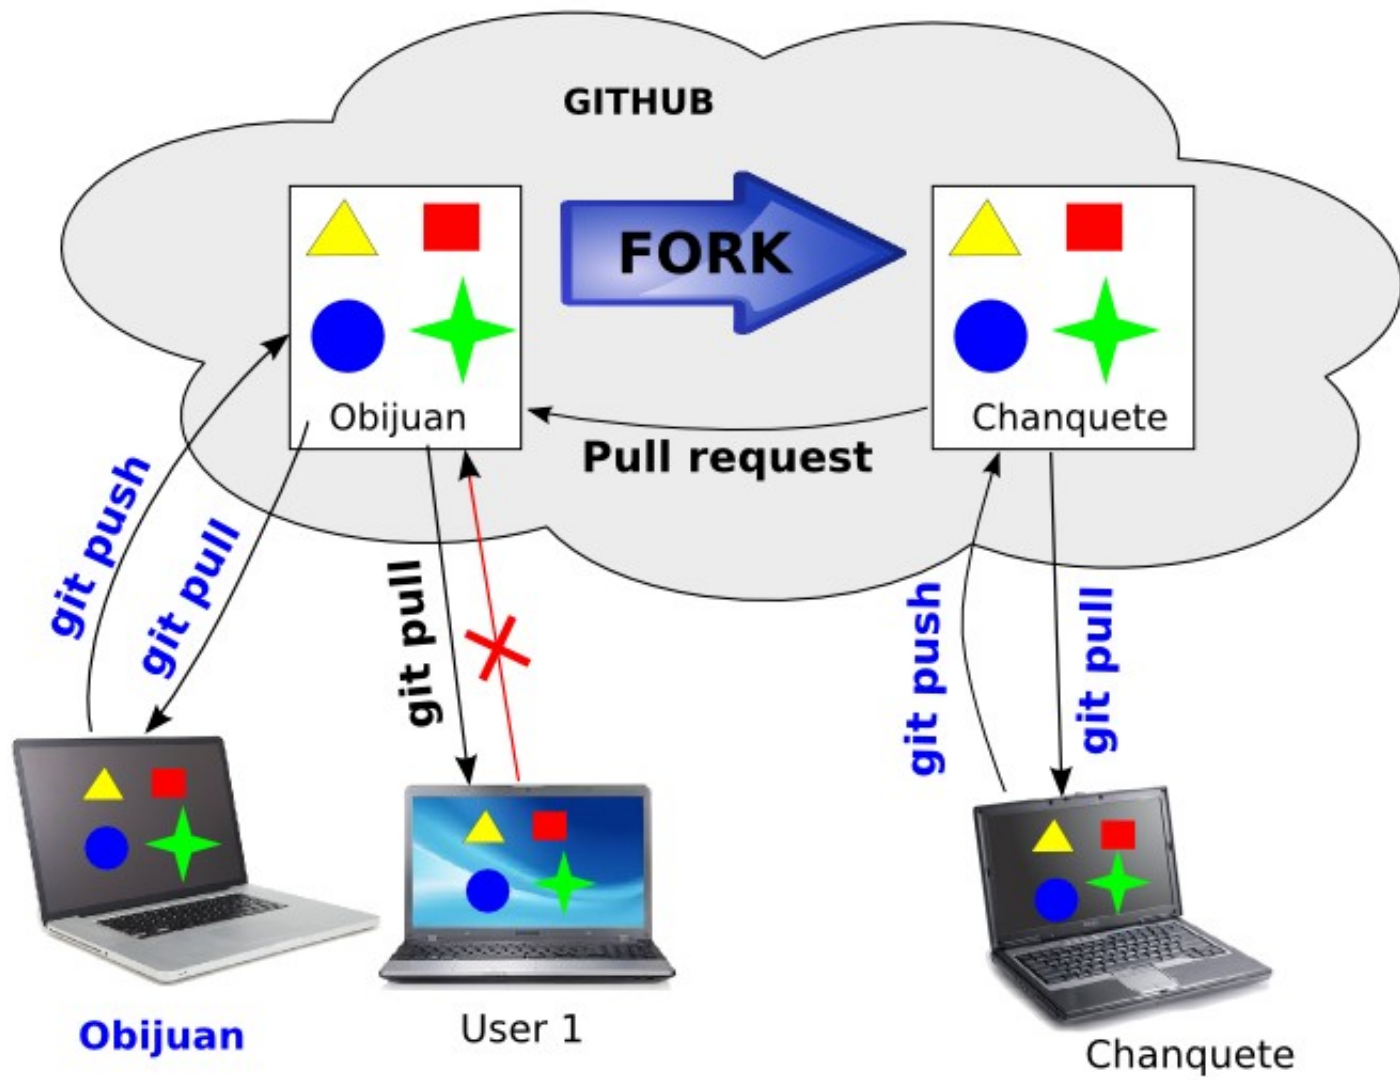 GITHUB
FORK
Obijuan
Chanquete
Pull request
git push
git pull
git pull
git push
git pull
Obijuan
User 1
Chanquete